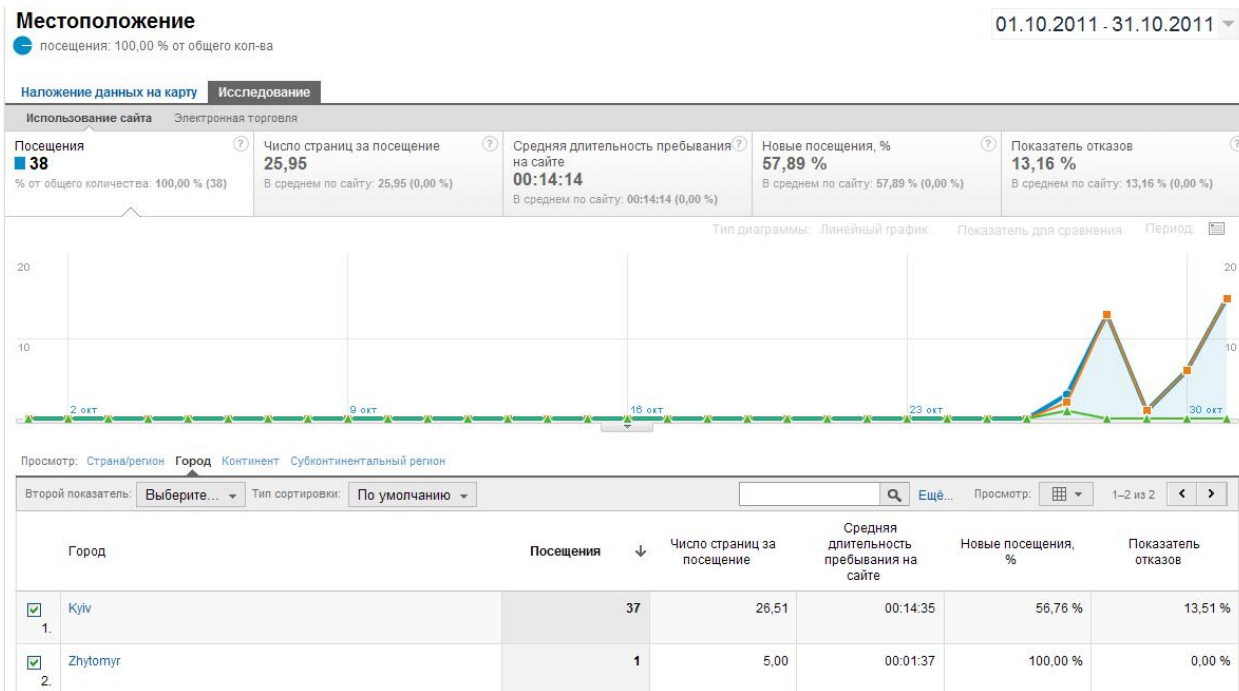 Местоположение
01.10.2011 - 31.10.2011
посещения: 100,00 % от общего кол-ва
Наложение данных на карту Исследование
Использование сайта Электронная торговля
Посещения
38
% от общего количества: 100,00 % (38)
Число страниц за посещение
25,95
В среднем по сайту: 25,95 (0,00 %)
Средняя длительность пребывания
на сайте
00:14:14
В среднем по сайту: 00:14:14 (0,00 %)
Новые посещения, %
57,89 %
В среднем по сайту: 57,89 % (0,00 %)
Показатель отказов
13,16 %
В среднем по сайту: 13,16 % (0,00 %)
Тип диаграммы: Линейный график Показатель для сравнения Период:
20 20
10 10
2 окт 9 окт 16 окт 23 окт 30 окт
Просмотр: Страна/регион Город Континент Субконтинентальный регион
Второй показатель: Выберите... Тип сортировки: По умолчанию Ещё... Просмотр: 1–2 из 2
Город
Посещения
Число страниц за
посещение
Средняя
длительность
пребывания на
сайте
Новые посещения,
%
Показатель
отказов
1. Kyiv 37 26,51 00:14:35 56,76 % 13,51 %
2. Zhytomyr 1 5,00 00:01:37 100,00 % 0,00 %